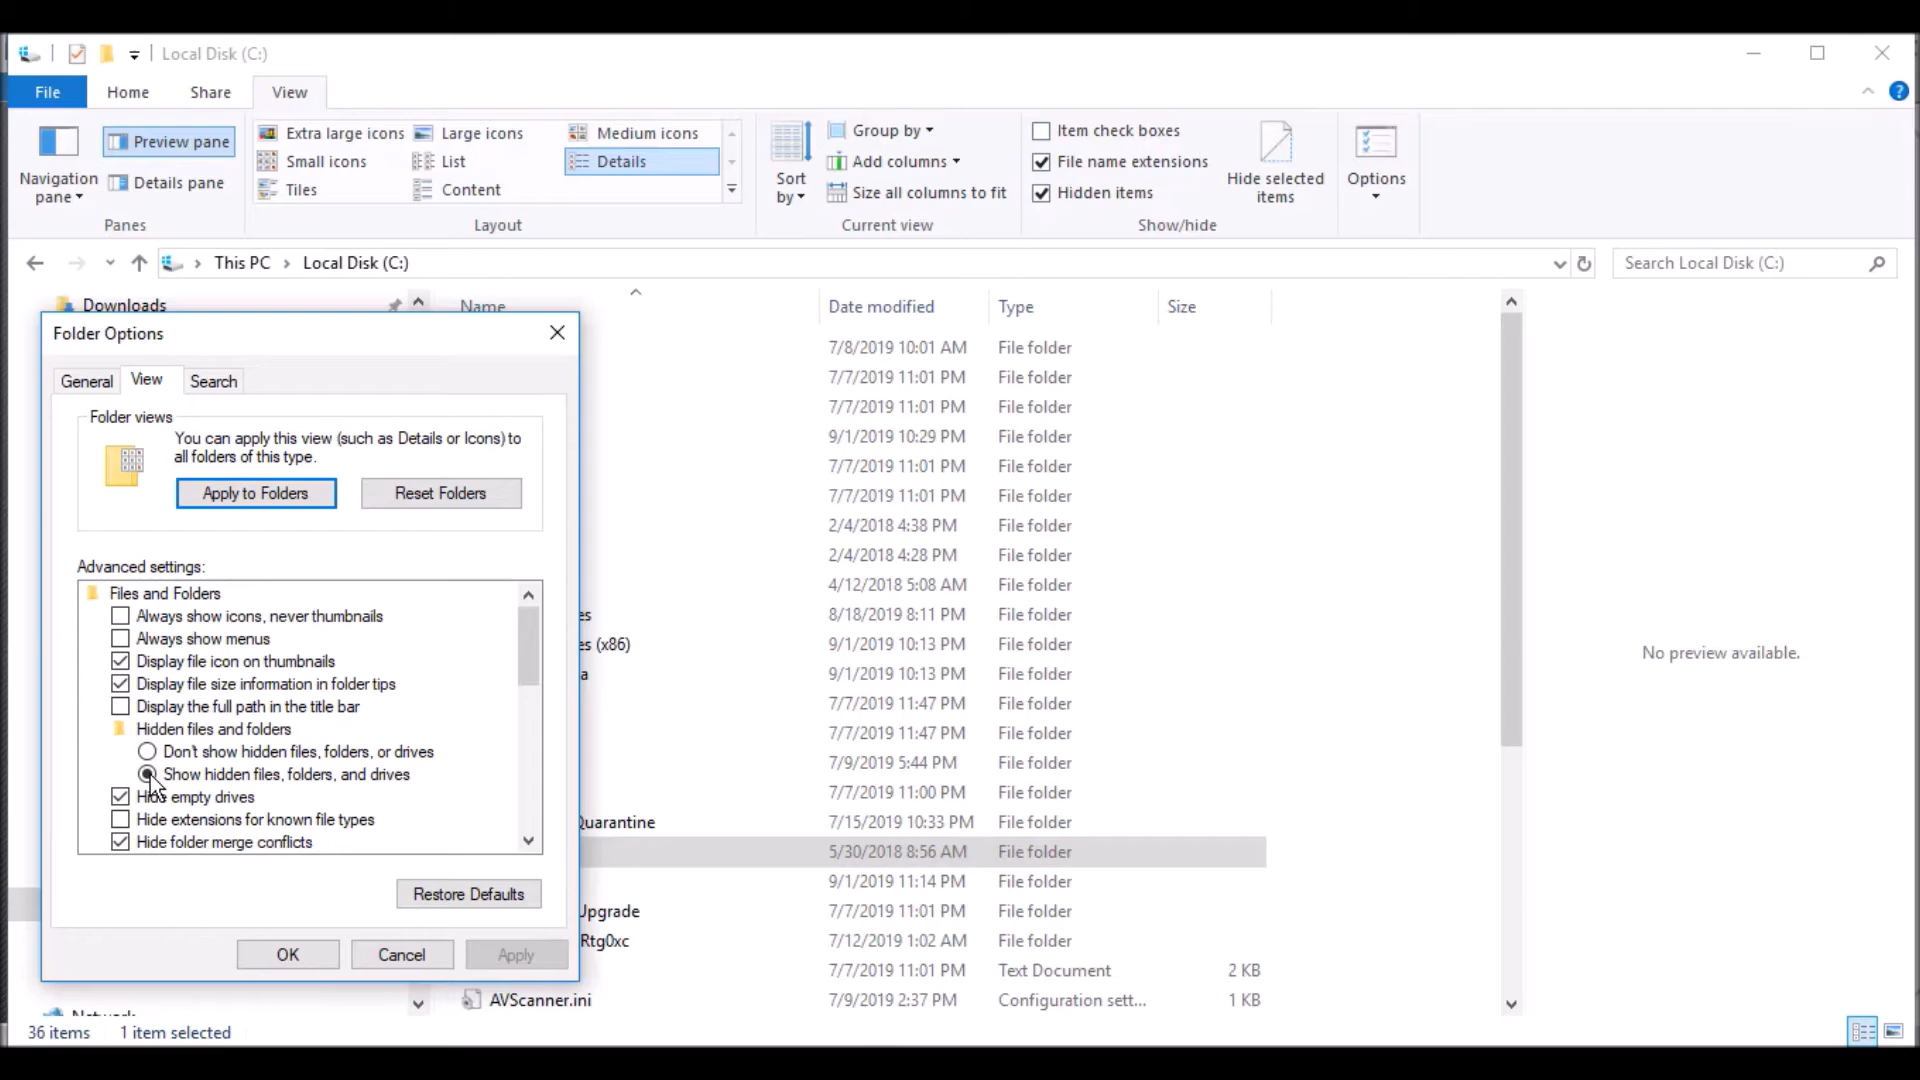 Local Disk (C:)
File Home Share View
Navigation pane
Preview pane
Details pane
Panes
Extra large icons Large icons Medium icons
Small icons List Details
Tiles Content
Layout
Sort by
Group by
Add columns
Size all columns to fit
Current view
Item check boxes
File name extensions
Hidden items
Hide selected items
Show/hide
Options
This PC Local Disk (C:)
Search Local Disk (C:)
Downloads
Name Date modified Type Size
Folder Options
General View Search
Folder views
You can apply this view (such as Details or Icons) to
all folders of this type.
Apply to Folders Reset Folders
Advanced settings:
Files and Folders
Always show icons, never thumbnails
Always show menus
Display file icon on thumbnails
Display file size information in folder tips
Display the full path in the title bar
Hidden files and folders
Don't show hidden files, folders, or drives
Show hidden files, folders, and drives
Hide empty drives
Hide extensions for known file types
Hide folder merge conflicts
Restore Defaults
OK Cancel Apply
7/8/2019 10:01 AM File folder
7/7/2019 11:01 PM File folder
7/7/2019 11:01 PM File folder
9/1/2019 10:29 PM File folder
7/7/2019 11:01 PM File folder
7/7/2019 11:01 PM File folder
2/4/2018 4:38 PM File folder
2/4/2018 4:28 PM File folder
4/12/2018 5:08 AM File folder
es 8/18/2019 8:11 PM File folder
es (x86) 9/1/2019 10:13 PM File folder
a 9/1/2019 10:13 PM File folder
7/7/2019 11:47 PM File folder
7/7/2019 11:47 PM File folder
7/9/2019 5:44 PM File folder
7/7/2019 11:00 PM File folder
Quarantine 7/15/2019 10:33 PM File folder
5/30/2018 8:56 AM File folder
9/1/2019 11:14 PM File folder
Upgrade 7/7/2019 11:01 PM File folder
Rtg0xc 7/12/2019 1:02 AM File folder
7/7/2019 11:01 PM Text Document 2 KB
AVScanner.ini 7/9/2019 2:37 PM Configuration sett... 1 KB
No preview available.
Network
36 items 1 item selected